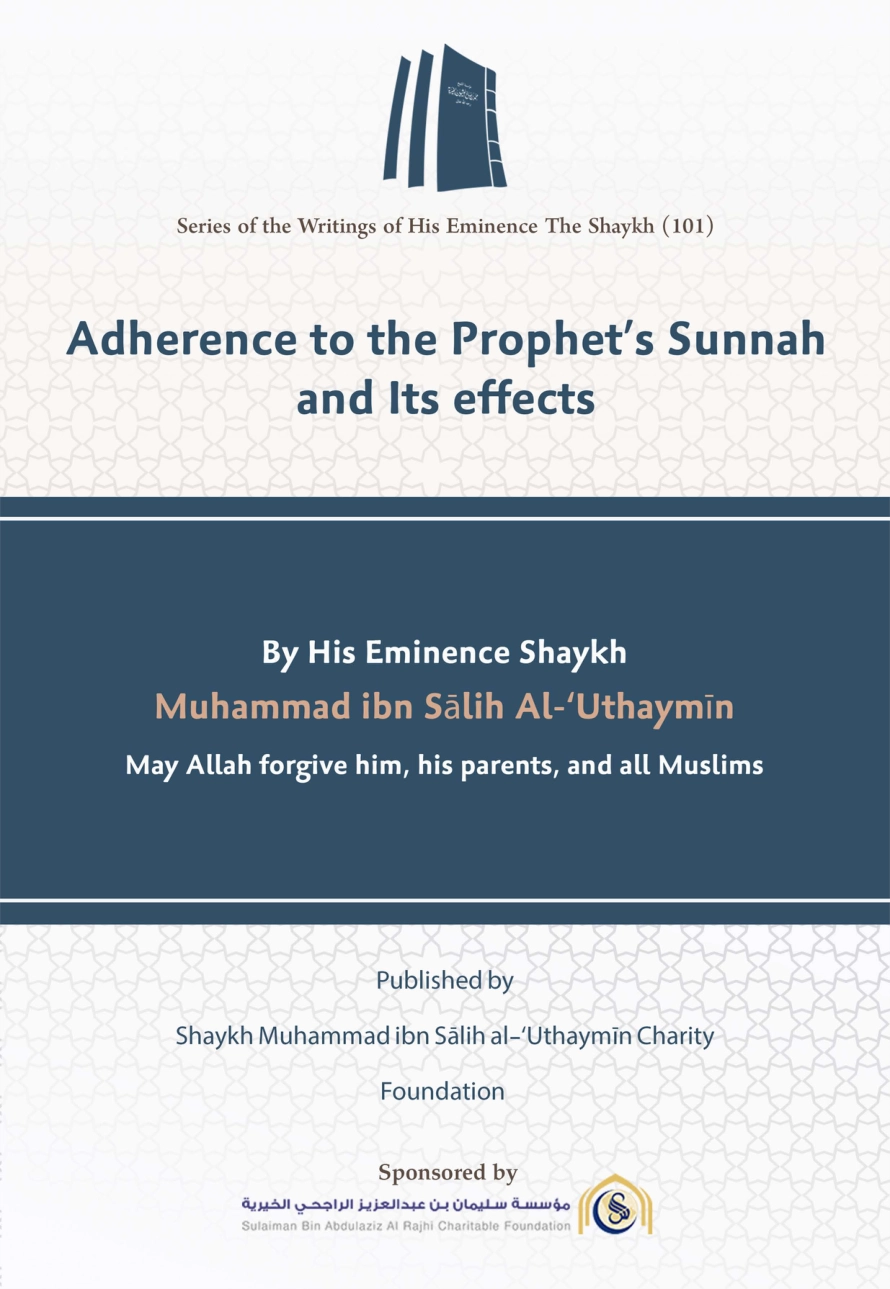 Series of the Writings of His Eminence The Shaykh (101)
Adherence to the Prophet’s Sunnah
and Its effects
By His Eminence Shaykh
Muhammad ibn Sālih Al-‘Uthaymīn
May Allah forgive him, his parents, and all Muslims
Published by
Shaykh Muhammad ibn Sālih al–‘Uthaymīn Charity
Foundation
Sponsored by
مؤسسة سليمان بن عبدالعزيز الراجحي الخيرية
Sulaiman Bin Abdulaziz Al Rajhi Charitable Foundation